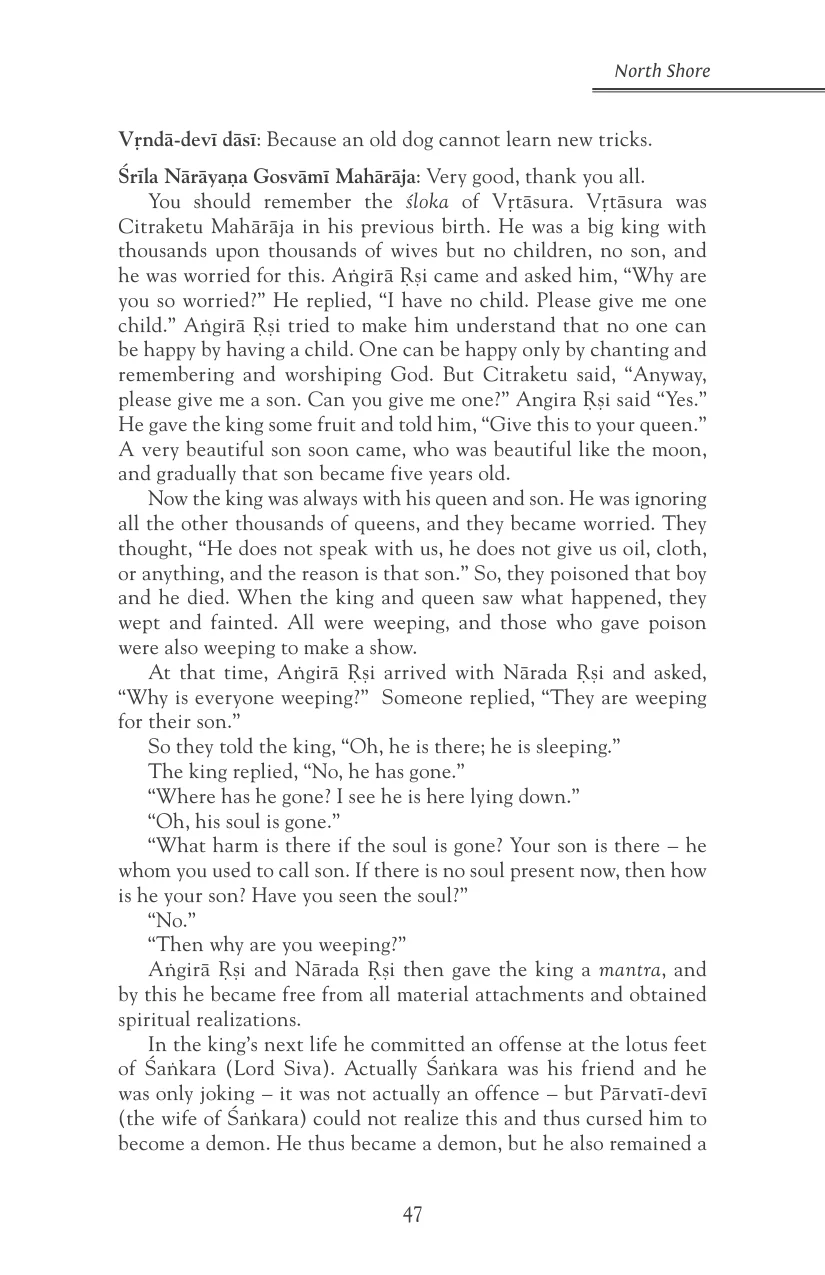 North Shore
Vṛndā-devī dāsī: Because an old dog cannot learn new tricks.
Śrīla Nārāyaṇa Gosvāmī Mahārāja: Very good, thank you all.
You should remember the śloka of Vṛtāsura. Vṛtāsura was
Citraketu Mahārāja in his previous birth. He was a big king with
thousands upon thousands of wives but no children, no son, and
he was worried for this. Aṅgirā Ṛṣi came and asked him, “Why are
you so worried?” He replied, “I have no child. Please give me one
child.” Aṅgirā Ṛṣi tried to make him understand that no one can
be happy by having a child. One can be happy only by chanting and
remembering and worshiping God. But Citraketu said, “Anyway,
please give me a son. Can you give me one?” Angira Ṛṣi said “Yes.”
He gave the king some fruit and told him, “Give this to your queen.”
A very beautiful son soon came, who was beautiful like the moon,
and gradually that son became five years old.
Now the king was always with his queen and son. He was ignoring
all the other thousands of queens, and they became worried. They
thought, “He does not speak with us, he does not give us oil, cloth,
or anything, and the reason is that son.” So, they poisoned that boy
and he died. When the king and queen saw what happened, they
wept and fainted. All were weeping, and those who gave poison
were also weeping to make a show.
At that time, Aṅgirā Ṛṣi arrived with Nārada Ṛṣi and asked,
“Why is everyone weeping?” Someone replied, “They are weeping
for their son.”
So they told the king, “Oh, he is there; he is sleeping.”
The king replied, “No, he has gone.”
“Where has he gone? I see he is here lying down.”
“Oh, his soul is gone.”
“What harm is there if the soul is gone? Your son is there – he
whom you used to call son. If there is no soul present now, then how
is he your son? Have you seen the soul?”
“No.”
“Then why are you weeping?”
Aṅgirā Ṛṣi and Nārada Ṛṣi then gave the king a mantra, and
by this he became free from all material attachments and obtained
spiritual realizations.
In the king’s next life he committed an offense at the lotus feet
of Śaṅkara (Lord Siva). Actually Śaṅkara was his friend and he
was only joking – it was not actually an offence – but Pārvatī-devī
(the wife of Śaṅkara) could not realize this and thus cursed him to
become a demon. He thus became a demon, but he also remained a
47